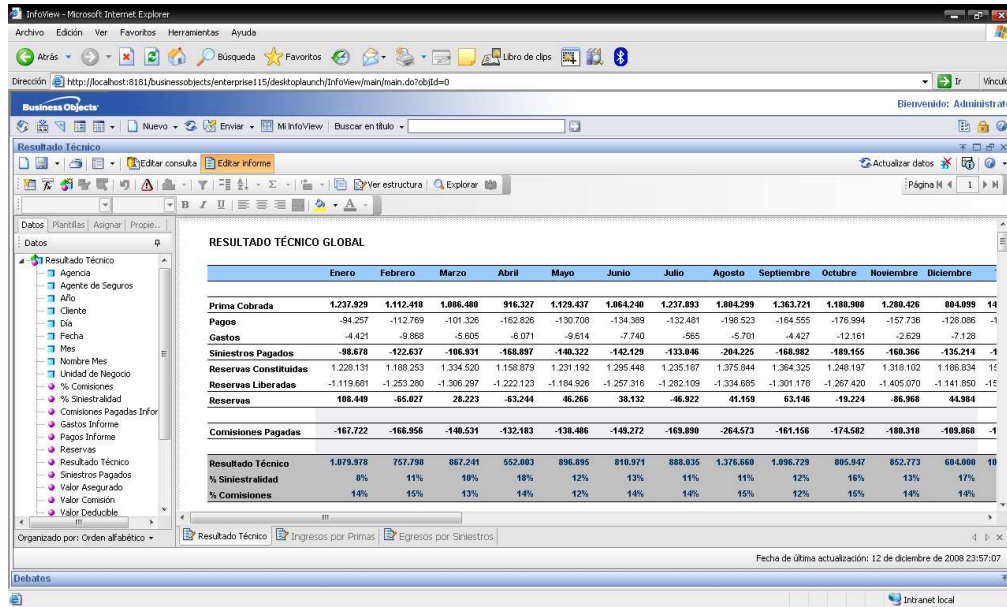 InfoView - Microsoft Internet Explorer
Archivo Edición Ver Favoritos Herramientas Ayuda
Atrás Búsqueda Favoritos Libro de clips
Dirección http://localhost:8181/businessobjects/enterprise115/desktoplaunch/InfoView/main/main.do?objId=0 Ir Vínculo
Business Objects Bienvenido: Administrat
Nuevo Enviar Mi InfoView Buscar en título
Resultado Técnico
Editar consulta Editar informe Actualizar datos
Ver estructura Explorar Página 1
B I U A
Datos Plantillas Asignar Propie...
Datos
Resultado Técnico
Agencia
Agente de Seguros
Año
Cliente
Día
Fecha
Mes
Nombre Mes
Unidad de Negocio
% Comisiones
% Siniestralidad
Comisiones Pagadas Infor
Gastos Informe
Pagos Informe
Reservas
Resultado Técnico
Siniestros Pagados
Valor Asegurado
Valor Comisión
Valor Deducible
Organizado por: Orden alfabético
RESULTADO TÉCNICO GLOBAL
Enero Febrero Marzo Abril Mayo Junio Julio Agosto Septiembre Octubre Noviembre Diciembre
Prima Cobrada 1.237.929 1.112.418 1.086.480 916.327 1.129.437 1.064.240 1.237.893 1.804.299 1.363.721 1.188.908 1.280.426 804.099 14
Pagos -94.257 -112.769 -101.326 -162.826 -130.708 -134.389 -132.481 -198.523 -164.555 -176.994 -157.736 -128.086 -1
Gastos -4.421 -9.868 -5.605 -6.071 -9.614 -7.740 -565 -5.701 -4.427 -12.161 -2.629 -7.128
Siniestros Pagados -98.678 -122.637 -106.931 -168.897 -140.322 -142.129 -133.046 -204.225 -168.982 -189.155 -160.366 -135.214 -1
Reservas Constituidas 1.228.131 1.188.253 1.334.520 1.158.879 1.231.192 1.295.448 1.235.187 1.375.844 1.364.325 1.248.197 1.318.102 1.186.834 15
Reservas Liberadas -1.119.681 -1.253.280 -1.306.297 -1.222.123 -1.184.926 -1.257.316 -1.282.109 -1.334.685 -1.301.178 -1.267.420 -1.405.070 -1.141.850 -15
Reservas 108.449 -65.027 28.223 -63.244 46.266 38.132 -46.922 41.159 63.146 -19.224 -86.968 44.984
Comisiones Pagadas -167.722 -166.956 -140.531 -132.183 -138.486 -149.272 -169.890 -264.573 -161.156 -174.582 -180.318 -109.868 -1
Resultado Técnico 1.079.978 757.798 867.241 552.003 896.895 810.971 888.035 1.376.660 1.096.729 805.947 852.773 604.000 10
% Siniestralidad 8% 11% 10% 18% 12% 13% 11% 11% 12% 16% 13% 17%
% Comisiones 14% 15% 13% 14% 12% 14% 14% 15% 12% 15% 14% 14%
Resultado Técnico Ingresos por Primas Egresos por Siniestros
Fecha de última actualización: 12 de diciembre de 2008 23:57:07
Debates
Intranet local